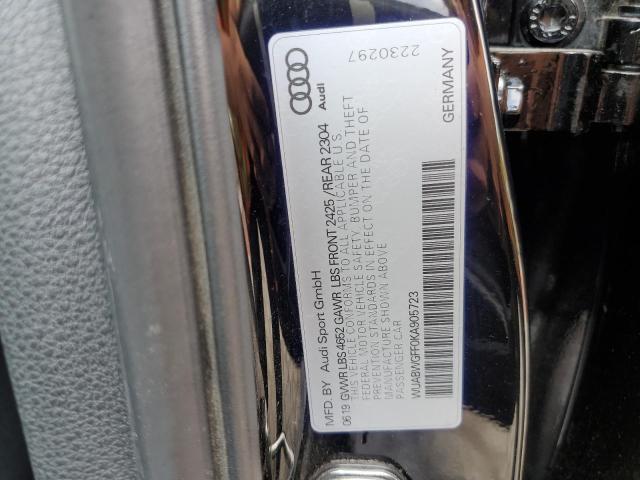 2230297
Audi
MFD. BY Audi Sport GmbH
0619 GVWR LBS 4652 GAWR LBS FRONT 2425 / REAR 2304
THIS VEHICLE CONFORMS TO ALL APPLICABLE U S
FEDERAL MOTOR VEHICLE SAFETY, BUMPER AND THEFT
PREVENTION STANDARDS IN EFFECT ON THE DATE OF
MANUFACTURE SHOWN ABOVE
PASSENGER CAR
WUABWGFF0KA905723
GERMANY